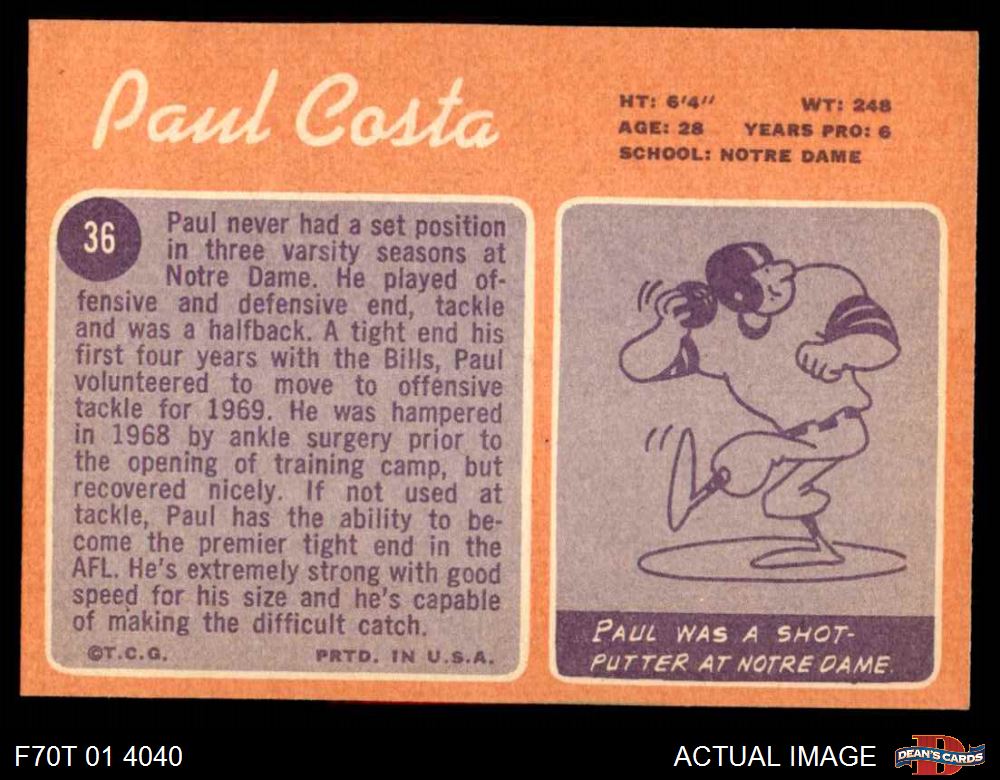 Paul Costa
HT: 6'4" WT: 248
AGE: 28 YEARS PRO: 6
SCHOOL: NOTRE DAME
36
Paul never had a set position
in three varsity seasons at
Notre Dame. He played of-
fensive and defensive end, tackle
and was a halfback. A tight end his
first four years with the Bills, Paul
volunteered to move to offensive
tackle for 1969. He was hampered
in 1968 by ankle surgery prior to
the opening of training camp, but
recovered nicely. If not used at
tackle, Paul has the ability to be-
come the premier tight end in the
AFL. He's extremely strong with good
speed for his size and he's capable
of making the difficult catch.
©T.C.G. PRTD. IN U.S.A.
PAUL WAS A SHOT-
PUTTER AT NOTRE DAME.
F70T 01 4040
ACTUAL IMAGE
D
DEAN'S CARDS